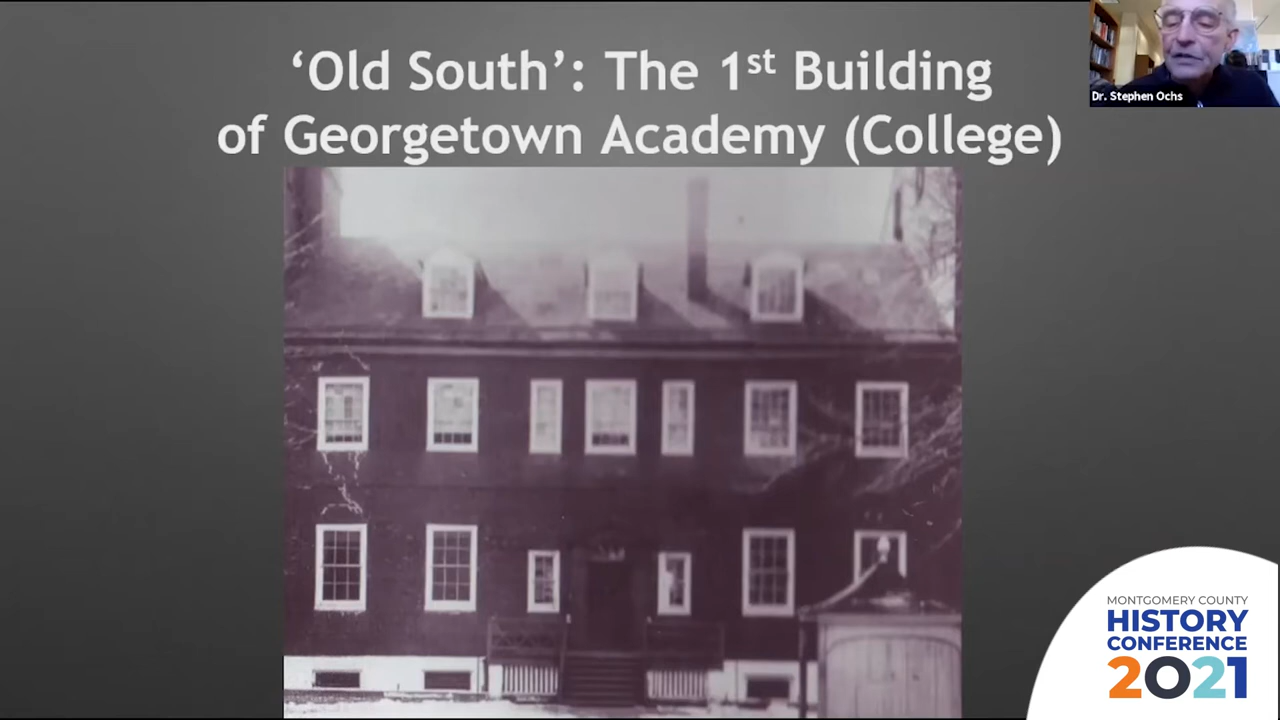 ‘Old South’: The 1st Building
of Georgetown Academy (College)
Dr. Stephen Ochs
MONTGOMERY COUNTY
HISTORY
CONFERENCE
2021